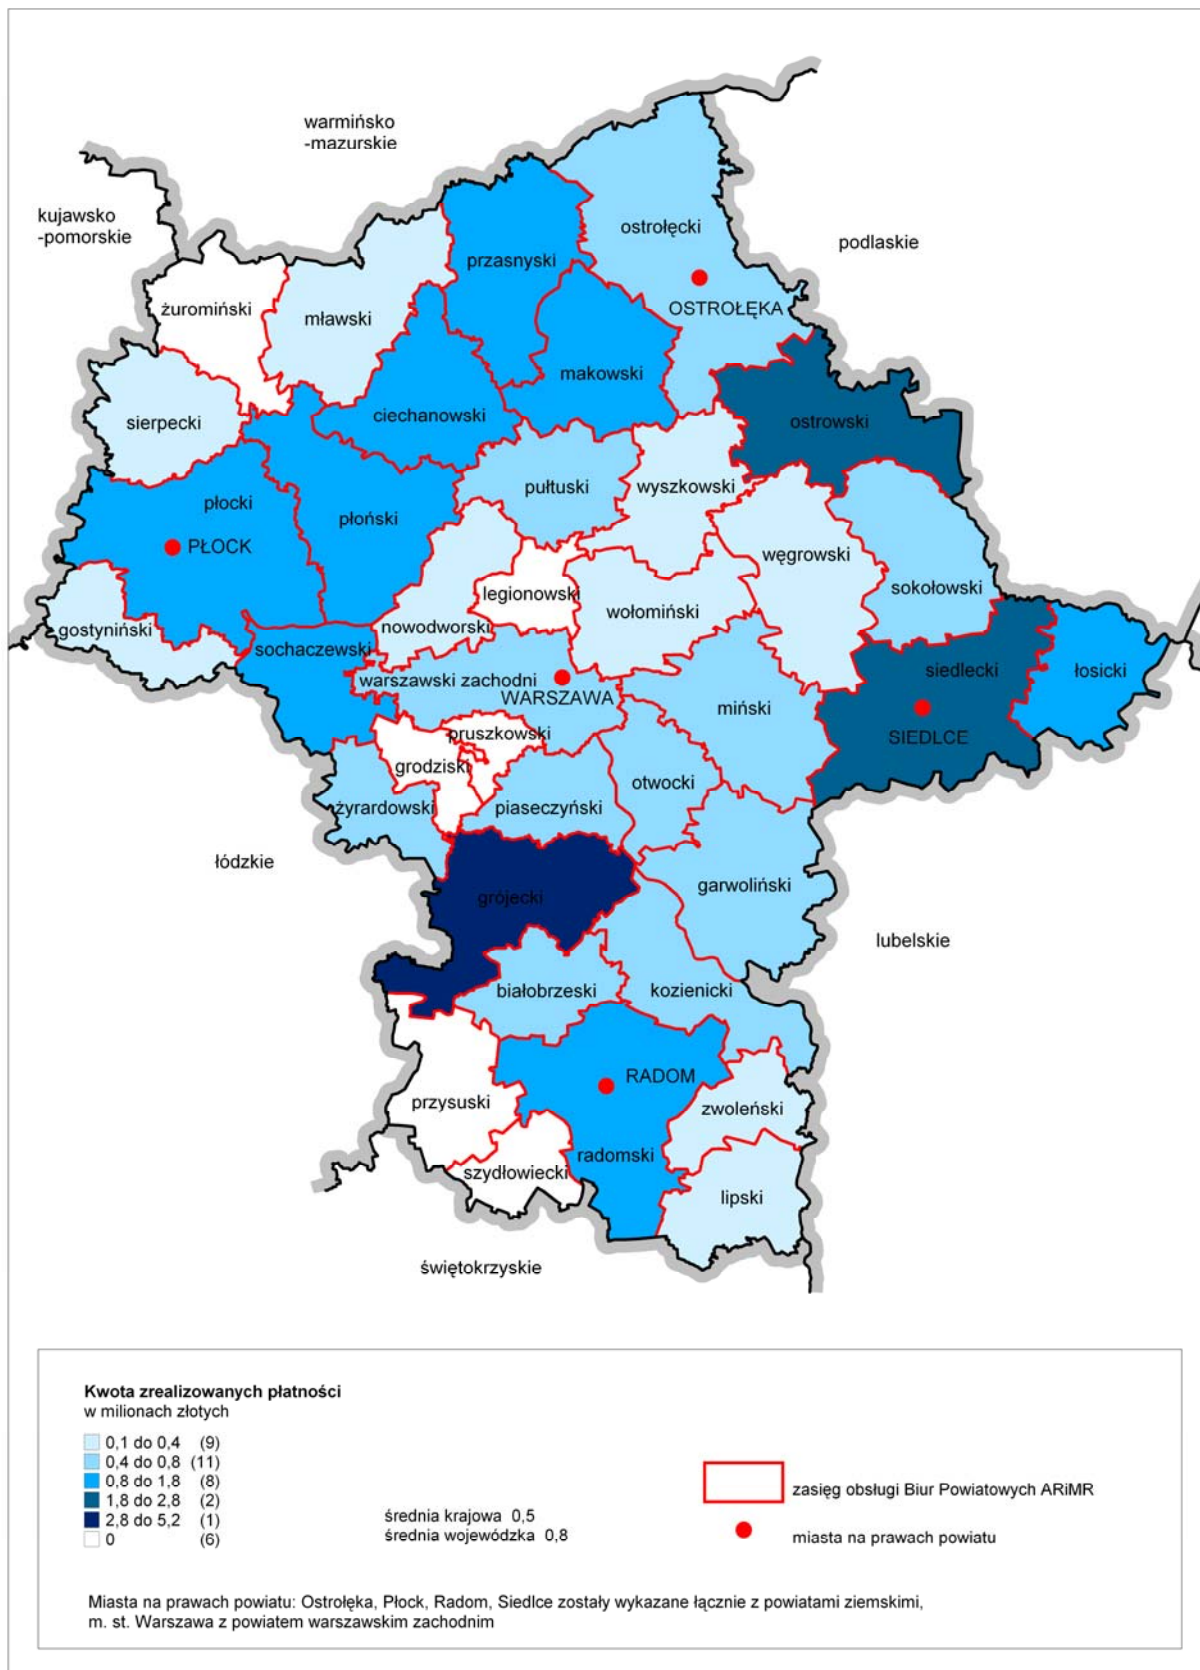 warmińsko
-mazurskie
kujawsko
-pomorskie
podlaskie
ostrołęcki
przasnyski
OSTROŁĘKA
żuromiński
mławski
makowski
ciechanowski
sierpecki
ostrowski
pułtuski
wyszkowski
płocki
płoński
PŁOCK
węgrowski
sokołowski
legionowski
wołomiński
gostyniński
nowodworski
sochaczewski
siedlecki
łosicki
warszawski zachodni
WARSZAWA
miński
SIEDLCE
pruszkowski
grodziski
otwocki
żyrardowski
piaseczyński
łódzkie
garwoliński
grójecki
lubelskie
białobrzeski
kozienicki
RADOM
przysuski
zwoleński
radomski
szydłowiecki
lipski
świętokrzyskie
Kwota zrealizowanych płatności
w milionach złotych
0,1 do 0,4 (9)
0,4 do 0,8 (11)
0,8 do 1,8 (8)
1,8 do 2,8 (2)
2,8 do 5,2 (1)
0 (6)
średnia krajowa 0,5
średnia wojewódzka 0,8
zasięg obsługi Biur Powiatowych ARiMR
miasta na prawach powiatu
Miasta na prawach powiatu: Ostrołęka, Płock, Radom, Siedlce zostały wykazane łącznie z powiatami ziemskimi,
m. st. Warszawa z powiatem warszawskim zachodnim